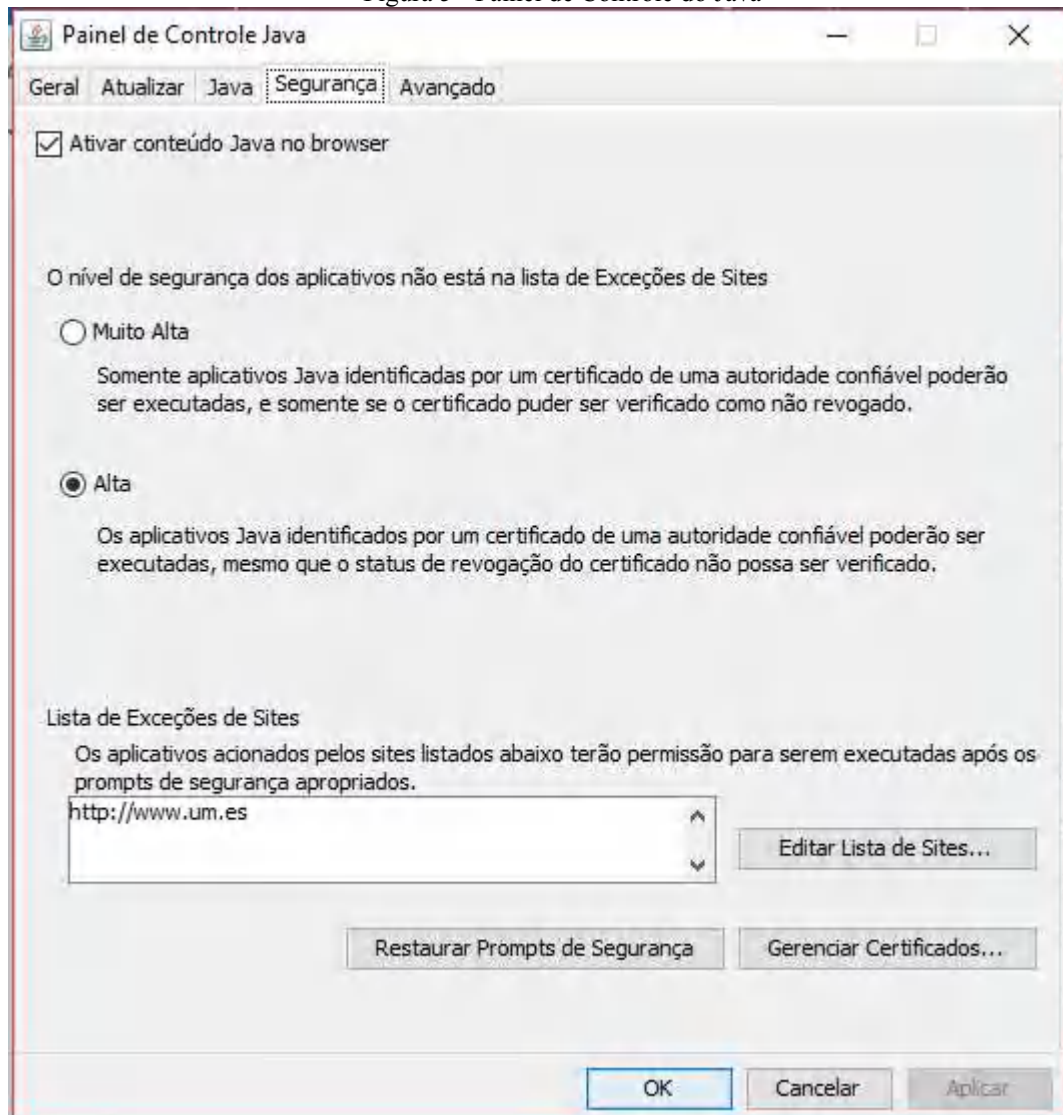 Painel de Controle Java
Geral Atualizar Java Segurança Avançado
Ativar conteúdo Java no browser
O nível de segurança dos aplicativos não está na lista de Exceções de Sites
Muito Alta
Somente aplicativos Java identificadas por um certificado de uma autoridade confiável poderão
ser executadas, e somente se o certificado puder ser verificado como não revogado.
Alta
Os aplicativos Java identificados por um certificado de uma autoridade confiável poderão ser
executadas, mesmo que o status de revogação do certificado não possa ser verificado.
Lista de Exceções de Sites
Os aplicativos acionados pelos sites listados abaixo terão permissão para serem executadas após os
prompts de segurança apropriados.
http://www.um.es
Editar Lista de Sites...
Restaurar Prompts de Segurança
Gerenciar Certificados...
OK
Cancelar
Aplicar